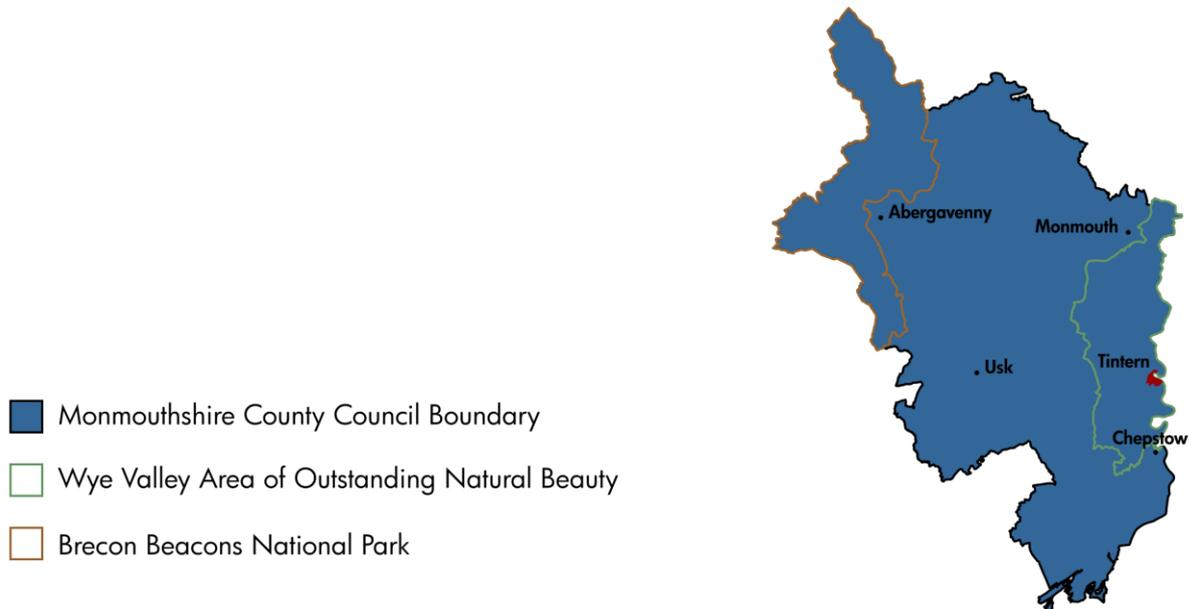 Abergavenny
Monmouth
Tintern
Usk
Monmouthshire County Council Boundary
Chepstow
Wye Valley Area of Outstanding Natural Beauty
Brecon Beacons National Park